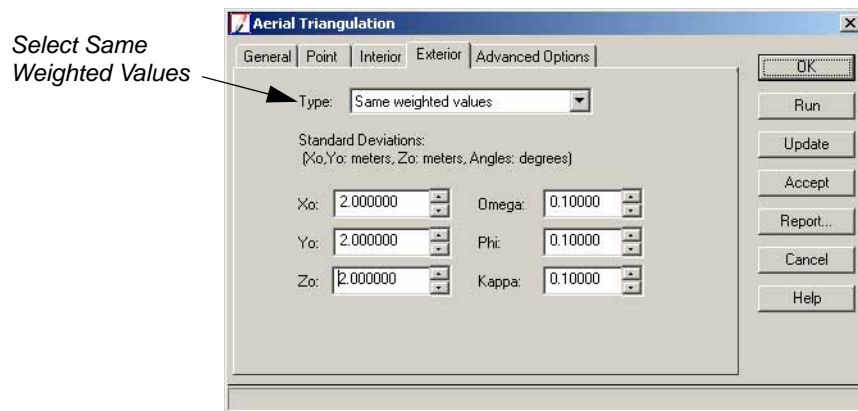 Select Same
Weighted Values
Aerial Triangulation
General Point Interior Exterior Advanced Options
Type: Same weighted values
Standard Deviations:
(Xo,Yo: meters, Zo: meters, Angles: degrees)
Xo: 2.000000 Omega: 0.10000
Yo: 2.000000 Phi: 0.10000
Zo: 2.000000 Kappa: 0.10000
OK
Run
Update
Accept
Report...
Cancel
Help